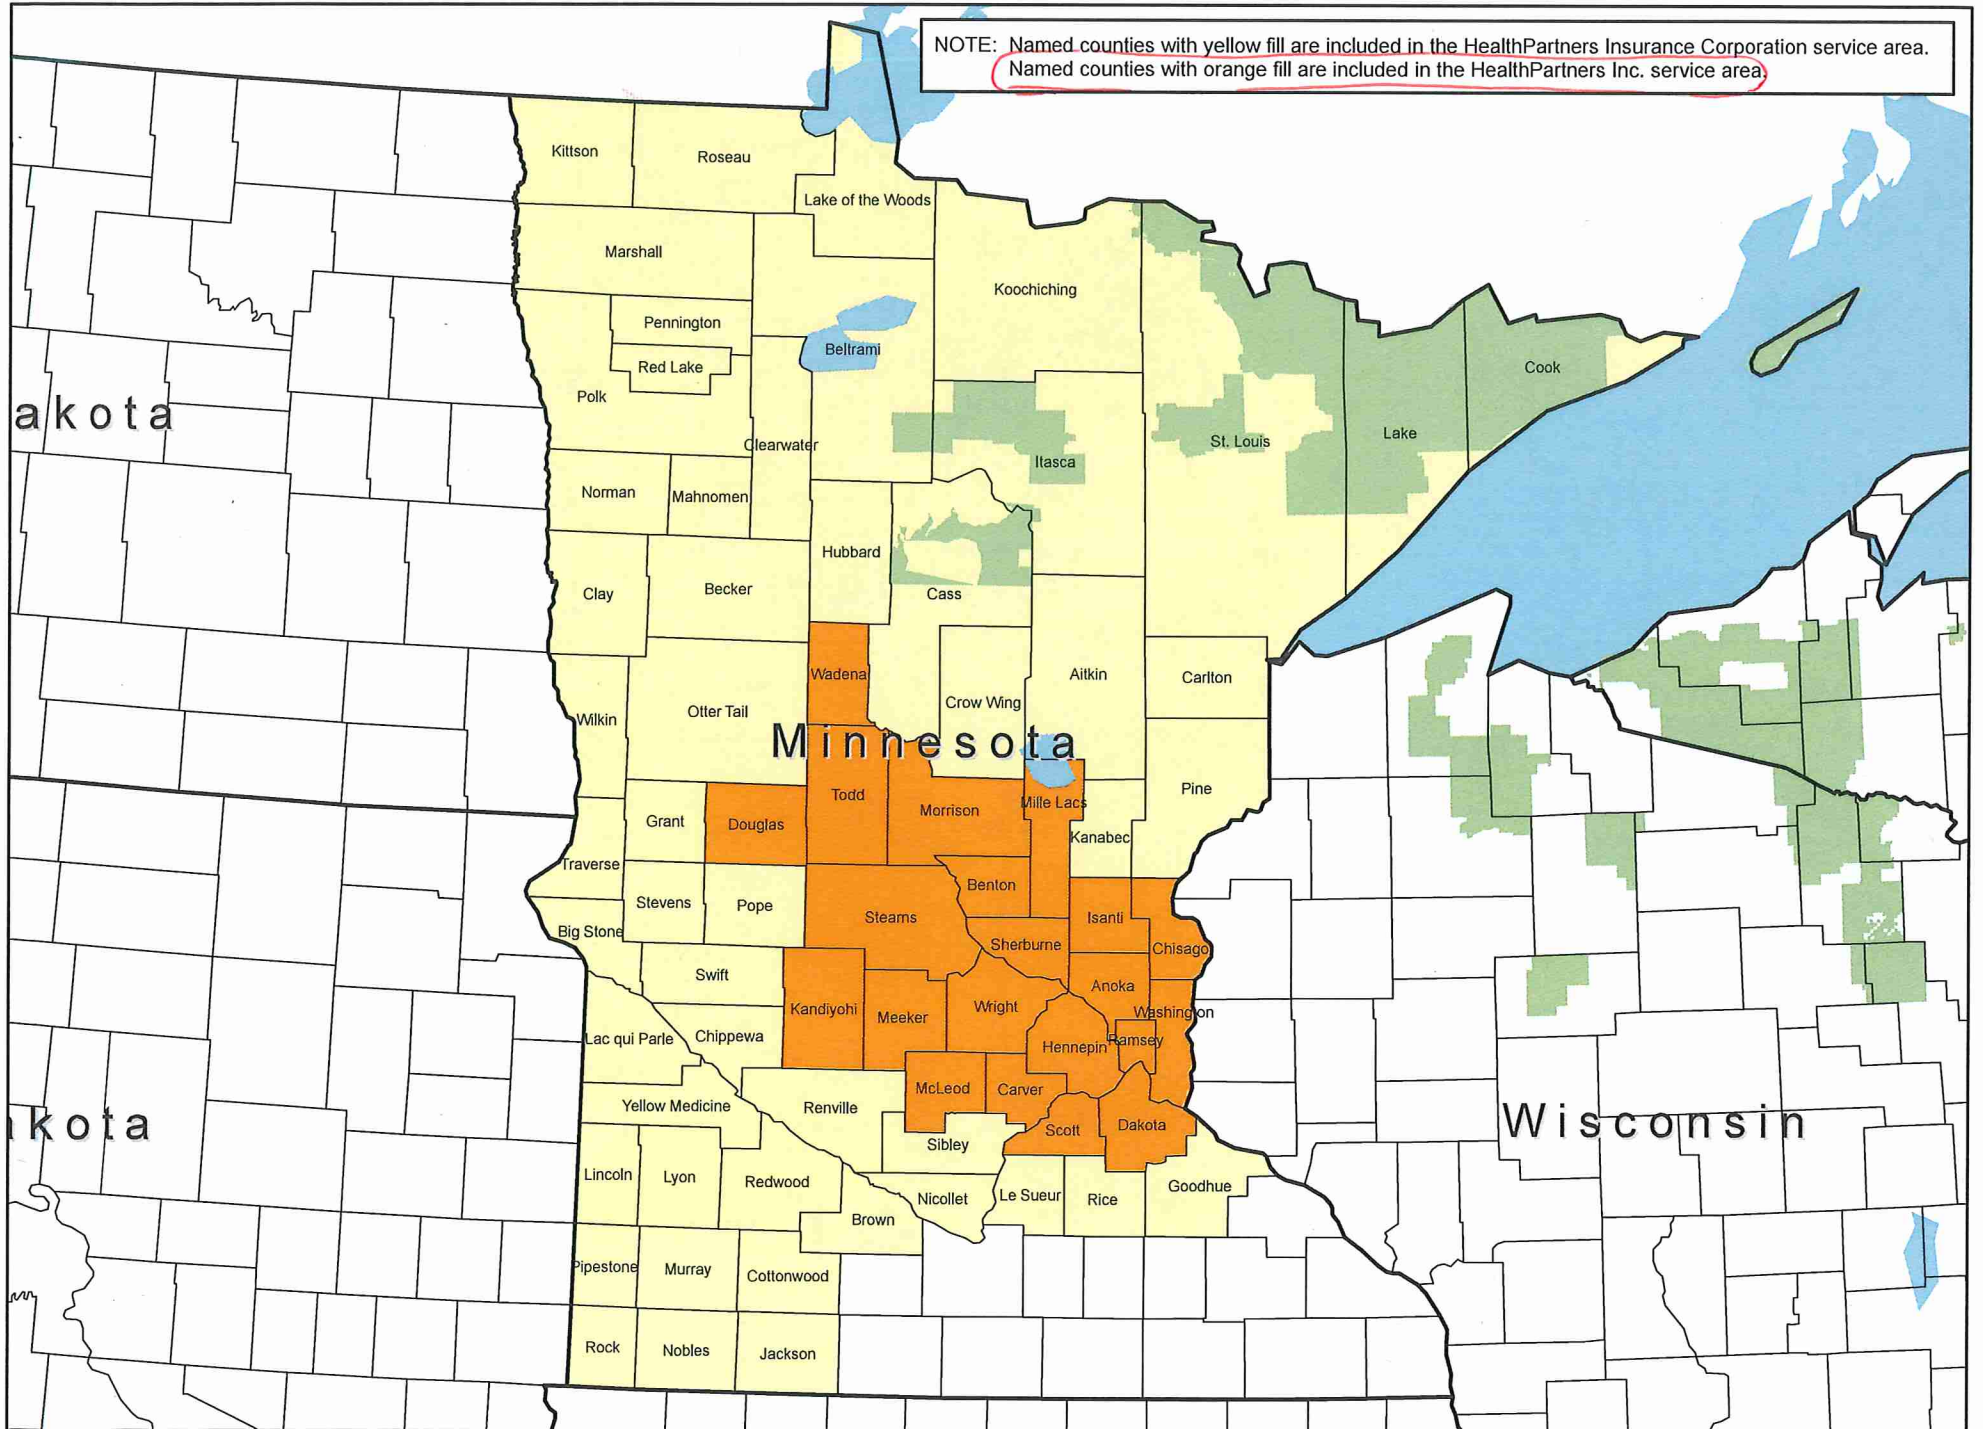 NOTE: Named counties with yellow fill are included in the HealthPartners Insurance Corporation service area.
Named counties with orange fill are included in the HealthPartners Inc. service area.
Kittson
Roseau
Lake of the Woods
Marshall
Koochiching
Pennington
Beltrami
Red Lake
Cook
Polk
akota
Clearwater
Lake
St. Louis
Itasca
Norman
Mahnomen
Hubbard
Clay
Becker
Cass
Wadena
Aitkin
Carlton
Crow Wing
Otter Tail
Wilkin
Minnesota
Pine
Todd
Mille Lacs
Morrison
Grant
Douglas
Kanabec
Traverse
Benton
Stevens
Pope
Stearns
Isanti
Big Stone
Sherburne
Chisago
Swift
Anoka
Kandiyohi
Wright
Meeker
Washington
Lac qui Parle
Chippewa
Ramsey
Hennepin
McLeod
Carver
Yellow Medicine
Renville
kota
Wisconsin
Scott
Dakota
Sibley
Lincoln
Lyon
Redwood
Goodhue
Nicollet
Le Sueur
Rice
Brown
Pipestone
Murray
Cottonwood
Rock
Nobles
Jackson